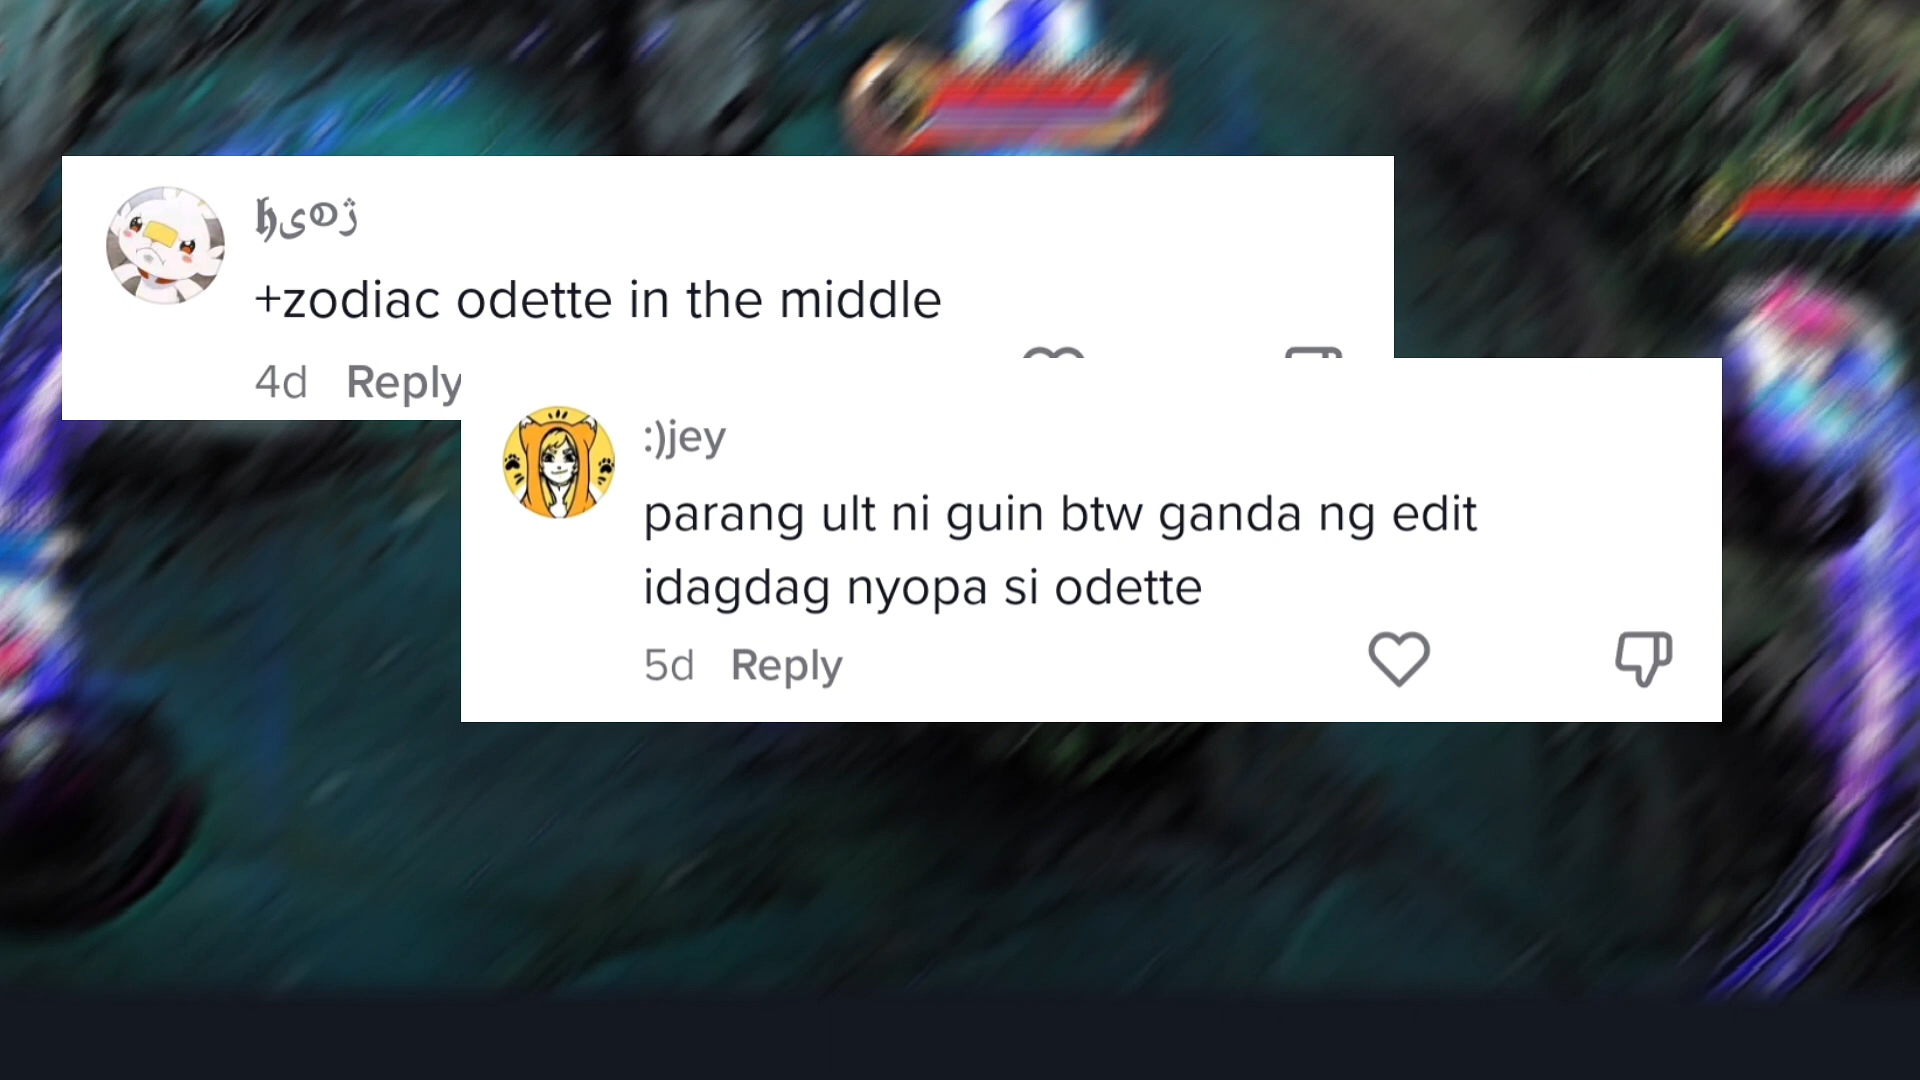 +zodiac odette in the middle
4d Reply
:)jey
parang ult ni guin btw ganda ng edit
idagdag nyopa si odette
5d Reply